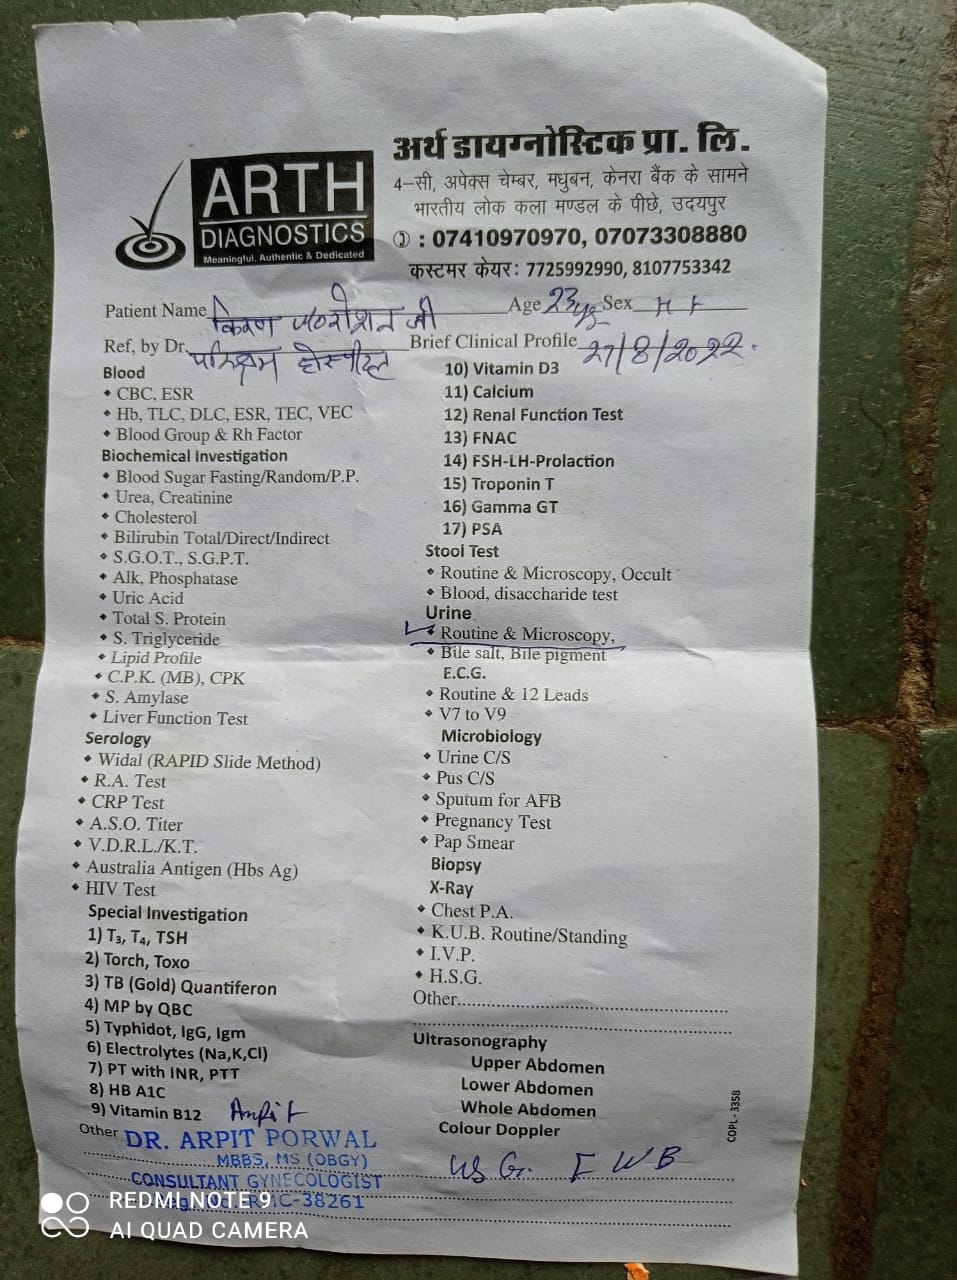 अर्थ डायग्नोस्टिक प्रा. लि.
ARTH
DIAGNOSTICS
Meaningful, Authentic & Dedicated
4–सी, अपेक्स चेम्बर, मधुबन, केनरा बैंक के सामने
भारतीय लोक कला मण्डल के पीछे, उदयपुर
: 07410970970, 07073308880
कस्टमर केयर: 7725992990, 8107753342
Patient Name किरण जी Age 23 Sex F
Ref, by Dr. हॉस्पीटल Brief Clinical Profile 27/8/2022.
Blood
• CBC, ESR
• Hb, TLC, DLC, ESR, TEC, VEC
• Blood Group & Rh Factor
Biochemical Investigation
• Blood Sugar Fasting/Random/P.P.
• Urea, Creatinine
• Cholesterol
• Bilirubin Total/Direct/Indirect
• S.G.O.T., S.G.P.T.
• Alk, Phosphatase
• Uric Acid
• Total S. Protein
• S. Triglyceride
• Lipid Profile
• C.P.K. (MB), CPK
• S. Amylase
• Liver Function Test
Serology
• Widal (RAPID Slide Method)
• R.A. Test
• CRP Test
• A.S.O. Titer
• V.D.R.L./K.T.
• Australia Antigen (Hbs Ag)
• HIV Test
Special Investigation
1) T₃, T₄, TSH
2) Torch, Toxo
3) TB (Gold) Quantiferon
4) MP by QBC
5) Typhidot, IgG, Igm
6) Electrolytes (Na,K,Cl)
7) PT with INR, PTT
8) HB A1C
9) Vitamin B12 Arpit
Other
DR. ARPIT PORWAL
MBBS, MS (OBGY)
CONSULTANT GYNECOLOGIST
RMC-38261
10) Vitamin D3
11) Calcium
12) Renal Function Test
13) FNAC
14) FSH-LH-Prolaction
15) Troponin T
16) Gamma GT
17) PSA
Stool Test
• Routine & Microscopy, Occult
• Blood, disaccharide test
Urine
• Routine & Microscopy,
• Bile salt, Bile pigment
E.C.G.
• Routine & 12 Leads
• V7 to V9
Microbiology
• Urine C/S
• Pus C/S
• Sputum for AFB
• Pregnancy Test
• Pap Smear
Biopsy
X-Ray
• Chest P.A.
• K.U.B. Routine/Standing
• I.V.P.
• H.S.G.
Other
Ultrasonography
Upper Abdomen
Lower Abdomen
Whole Abdomen
Colour Doppler
USG. F W B
COPL - 3358
REDMI NOTE 9
AI QUAD CAMERA